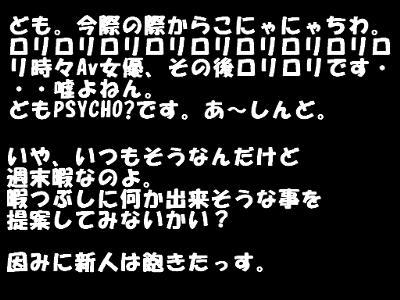 ども。今際の際からこにゃにゃちわ。
ロリロリロリロリロリロリロリロリロ
リ時々Av女優、その後ロリロリです・
・・嘘よねん。
ともPSYCHO?です。あ～しんと。
いや、いつもそうなんだけど
週末暇なのよ。
暇つぶしに何か出来そうな事を
提案してみないかい？
因みに新人は飽きたっす。